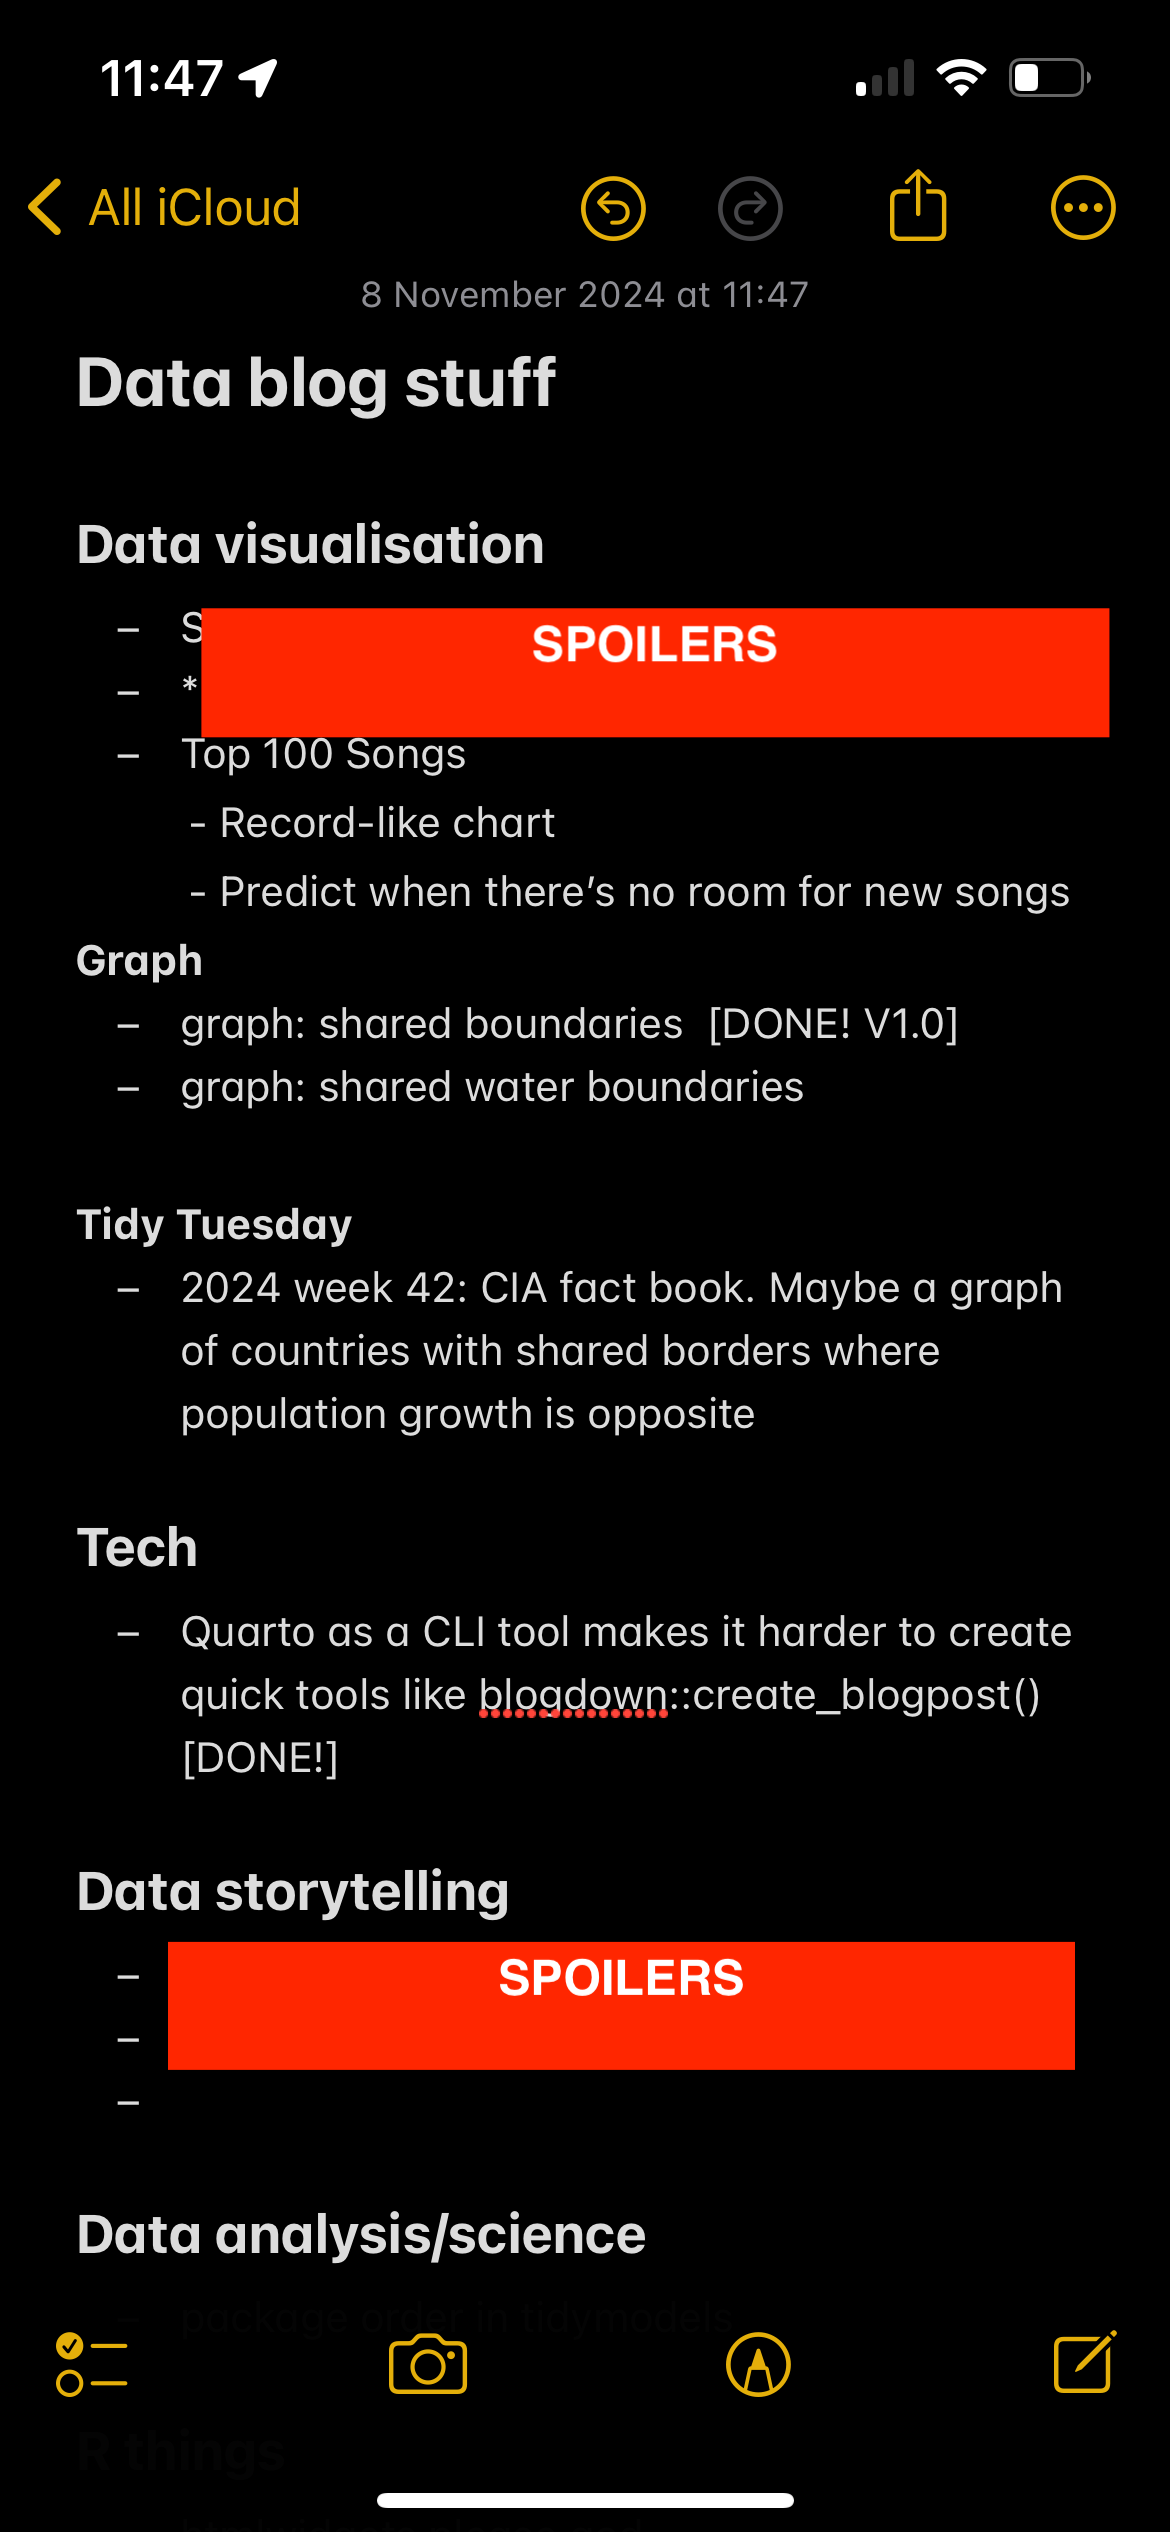 11:47
All iCloud
8 November 2024 at 11:47
Data blog stuff
Data visualisation
– S
SPOILERS
– *
– Top 100 Songs
- Record-like chart
- Predict when there’s no room for new songs
Graph
– graph: shared boundaries [DONE! V1.0]
– graph: shared water boundaries
Tidy Tuesday
– 2024 week 42: CIA fact book. Maybe a graph
of countries with shared borders where
population growth is opposite
Tech
– Quarto as a CLI tool makes it harder to create
quick tools like blogdown::create_blogpost()
[DONE!]
Data storytelling
–
SPOILERS
–
–
Data analysis/science
– package order in tidymodels
R things